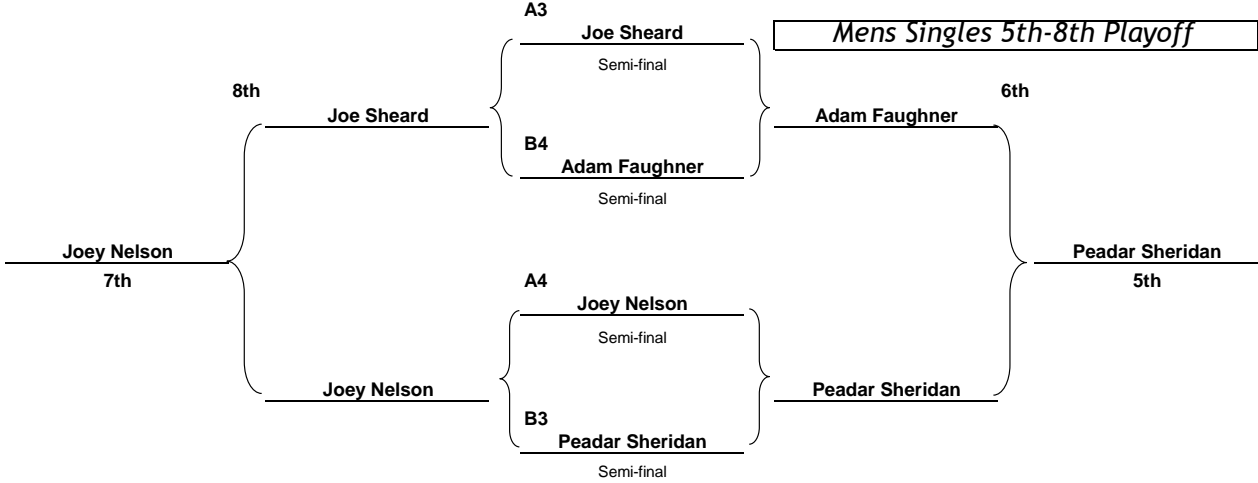 A3
Joe Sheard
Mens Singles 5th-8th Playoff
Semi-final
8th
6th
Joe Sheard
Adam Faughner
B4
Adam Faughner
Semi-final
Joey Nelson
7th
Peadar Sheridan
5th
A4
Joey Nelson
Semi-final
Joey Nelson
Peadar Sheridan
B3
Peadar Sheridan
Semi-final